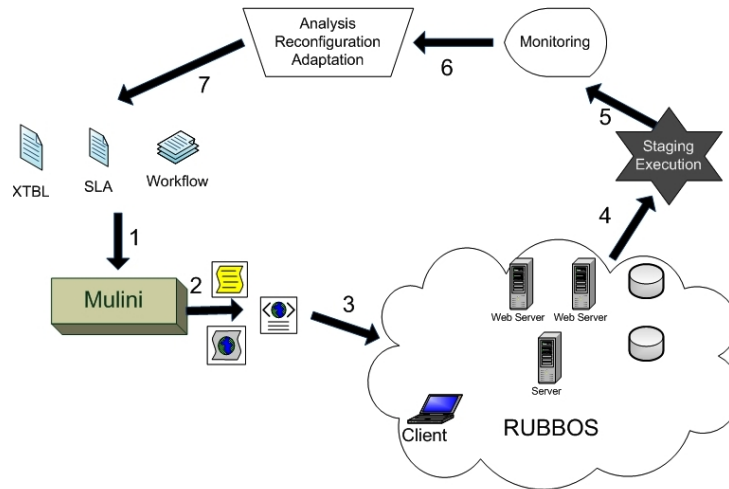 Analysis
Reconfiguration
Adaptation
Monitoring
6
7
5
Staging
Execution
XTBL
SLA
Workflow
4
1
Mulini
2
3
Web Server
Web Server
Server
Client
RUBBOS